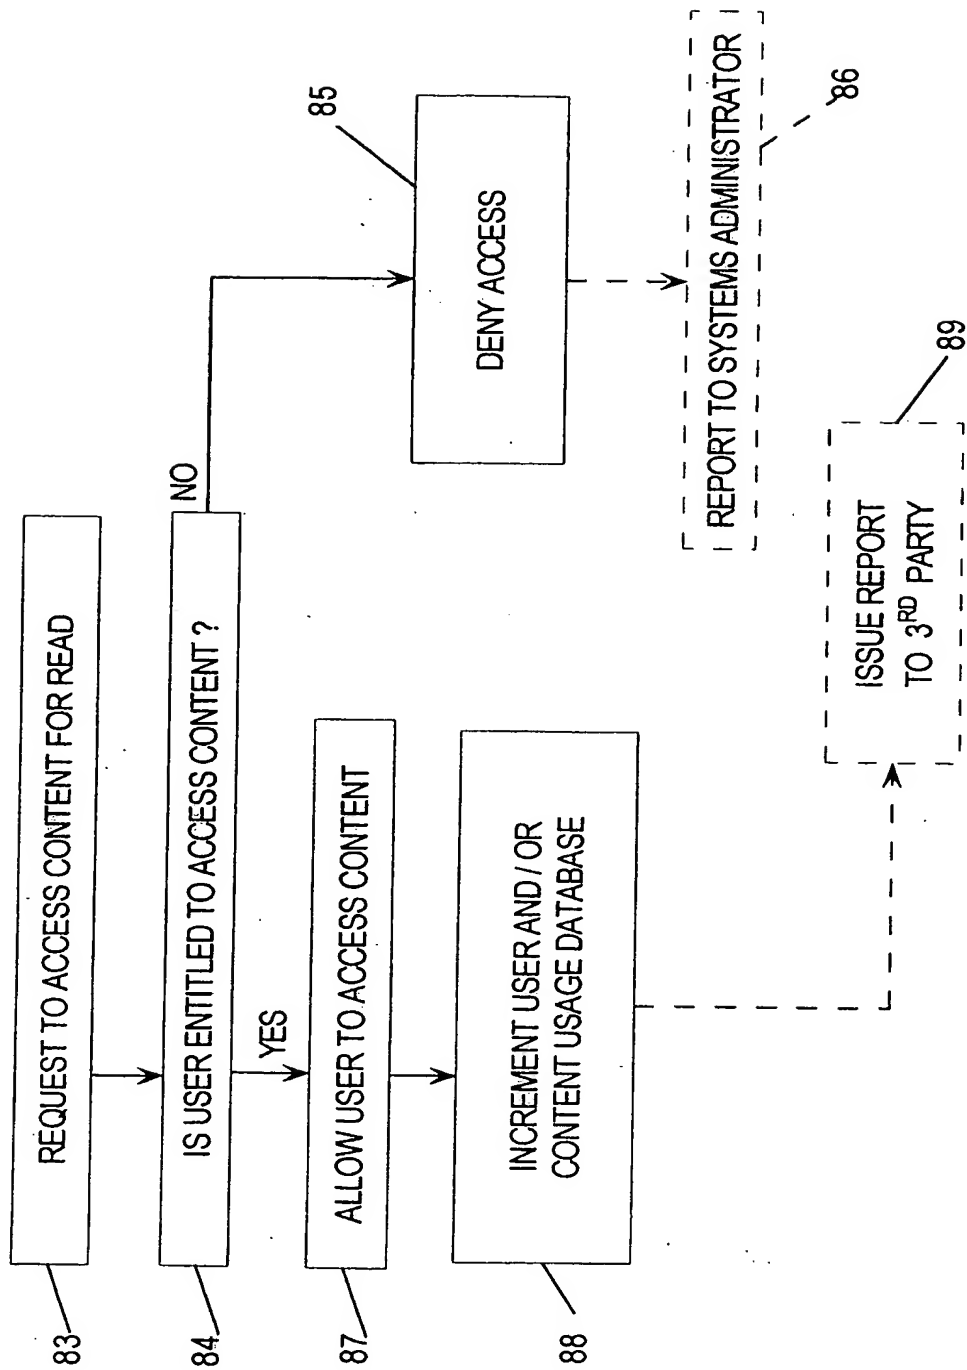 83
REQUEST TO ACCESS CONTENT FOR READ
84
IS USER ENTITLED TO ACCESS CONTENT ?
NO
YES
85
DENY ACCESS
REPORT TO SYSTEMS ADMINISTRATOR
86
87
ALLOW USER TO ACCESS CONTENT
88
INCREMENT USER AND / OR
CONTENT USAGE DATABASE
ISSUE REPORT
TO 3RD PARTY
89